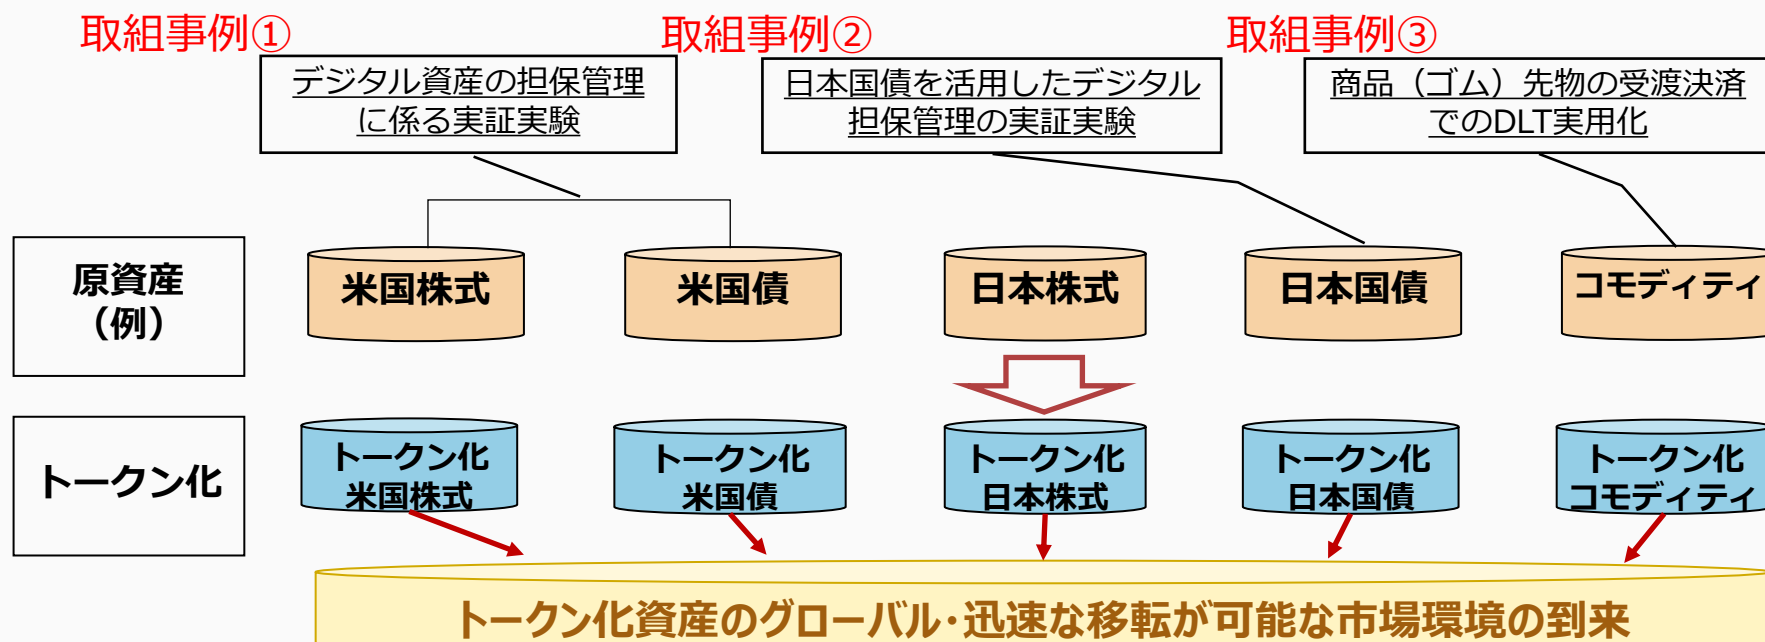 取組事例①
取組事例②
取組事例③
デジタル資産の担保管理
に係る実証実験
日本国債を活用したデジタル
担保管理の実証実験
商品（ゴム）先物の受渡決済
でのDLT実用化
原資産
（例）
米国株式
米国債
日本株式
日本国債
コモディティ
トークン化
トークン化
米国株式
トークン化
米国債
トークン化
日本株式
トークン化
日本国債
トークン化
コモディティ
トークン化資産のグローバル・迅速な移転が可能な市場環境の到来